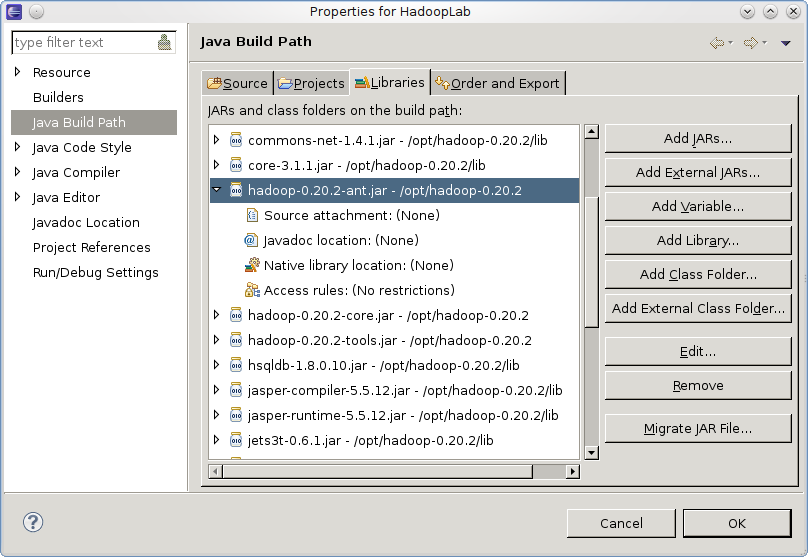 Properties for HadoopLab
type filter text
Resource
Builders
Java Build Path
Java Code Style
Java Compiler
Java Editor
Javadoc Location
Project References
Run/Debug Settings
Java Build Path
Source
Projects
Libraries
Order and Export
JARs and class folders on the build path:
commons-net-1.4.1.jar - /opt/hadoop-0.20.2/lib
core-3.1.1.jar - /opt/hadoop-0.20.2/lib
hadoop-0.20.2-ant.jar - /opt/hadoop-0.20.2
Source attachment: (None)
Javadoc location: (None)
Native library location: (None)
Access rules: (No restrictions)
hadoop-0.20.2-core.jar - /opt/hadoop-0.20.2
hadoop-0.20.2-tools.jar - /opt/hadoop-0.20.2
hsqldb-1.8.0.10.jar - /opt/hadoop-0.20.2/lib
jasper-compiler-5.5.12.jar - /opt/hadoop-0.20.2/lib
jasper-runtime-5.5.12.jar - /opt/hadoop-0.20.2/lib
jets3t-0.6.1.jar - /opt/hadoop-0.20.2/lib
Add JARs...
Add External JARs...
Add Variable...
Add Library...
Add Class Folder...
Add External Class Folder...
Edit...
Remove
Migrate JAR File...
?
Cancel
OK